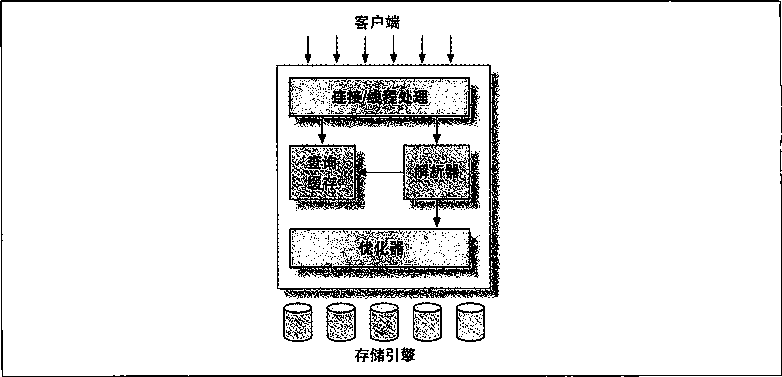 客户端
连接/线程处理
查询
缓存
解析器
优化器
存储引擎